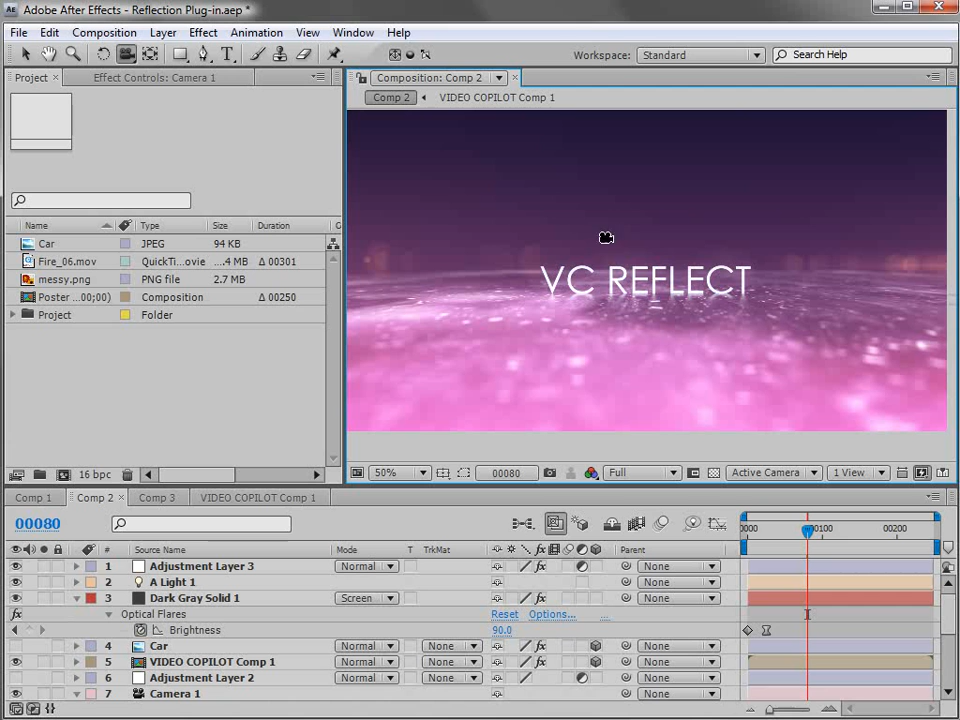 Adobe After Effects - Reflection Plug-in.aep *
File Edit Composition Layer Effect Animation View Window Help
Workspace: Standard Search Help
Project × Effect Controls: Camera 1
Composition: Comp 2 ×
Comp 2 VIDEO COPILOT Comp 1
VC REFLECT
Name Type Size Duration
Car JPEG 94 KB
Fire_06.mov QuickTi...ovie ...4 MB Δ 00301
messy.png PNG file 2.7 MB
Poster ...00;00) Composition Δ 00250
Project Folder
16 bpc
50% 00080 Full Active Camera 1 View
Comp 1 Comp 2 × Comp 3 VIDEO COPILOT Comp 1
00080
0000 00100 00200
# Source Name Mode T TrkMat Parent
1 Adjustment Layer 3 Normal None
2 A Light 1 None
3 Dark Gray Solid 1 Screen None
Optical Flares Reset Options... ...
Brightness 90.0
4 Car Normal None None
5 VIDEO COPILOT Comp 1 Normal None None
6 Adjustment Layer 2 Normal None None
7 Camera 1 None